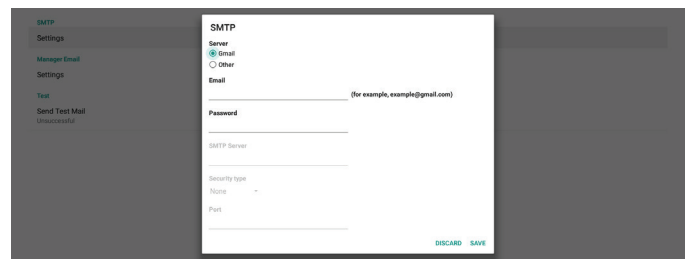 SMTP
Settings
Manager Email
Settings
Test
Send Test Mail
Unsuccessful
SMTP
Server
Gmail
Other
Email
(for example, example@gmail.com)
Password
SMTP Server
Security type
None
Port
DISCARD SAVE